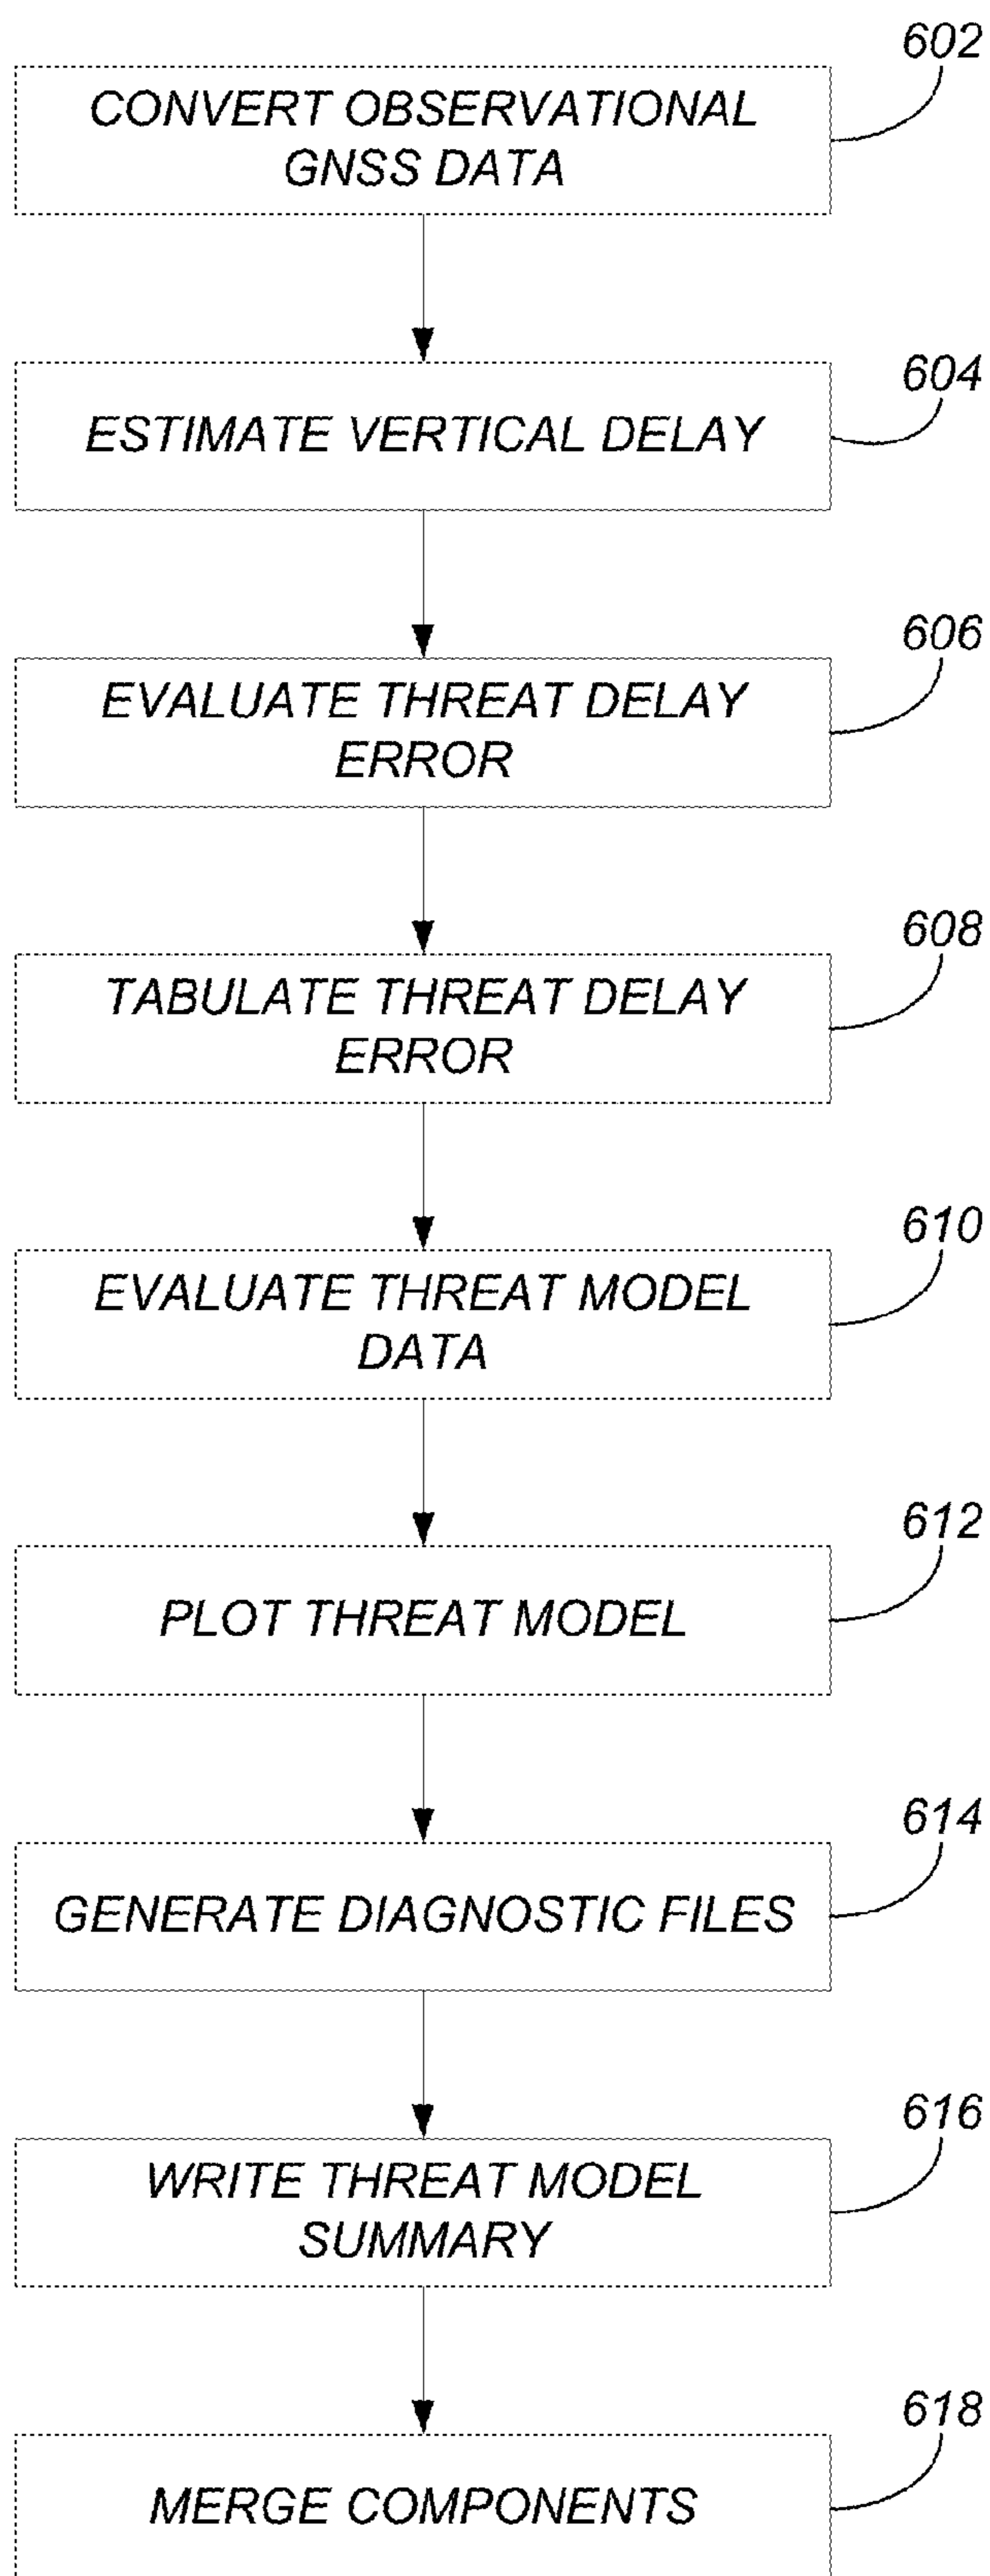 602
CONVERT OBSERVATIONAL
GNSS DATA
604
ESTIMATE VERTICAL DELAY
606
EVALUATE THREAT DELAY
ERROR
608
TABULATE THREAT DELAY
ERROR
610
EVALUATE THREAT MODEL
DATA
612
PLOT THREAT MODEL
614
GENERATE DIAGNOSTIC FILES
616
WRITE THREAT MODEL
SUMMARY
618
MERGE COMPONENTS